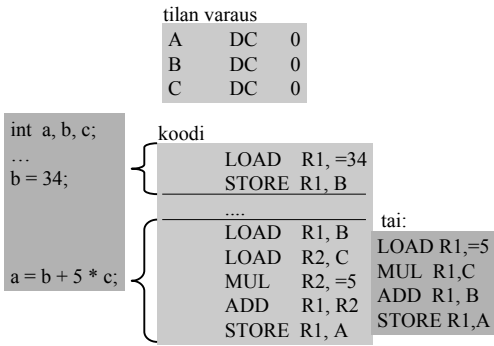 tilan varaus
A DC 0
B DC 0
C DC 0
int a, b, c;
…
b = 34;
a = b + 5 * c;
koodi
LOAD R1, =34
STORE R1, B
....
LOAD R1, B
LOAD R2, C
MUL R2, =5
ADD R1, R2
STORE R1, A
tai:
LOAD R1,=5
MUL R1,C
ADD R1, B
STORE R1,A